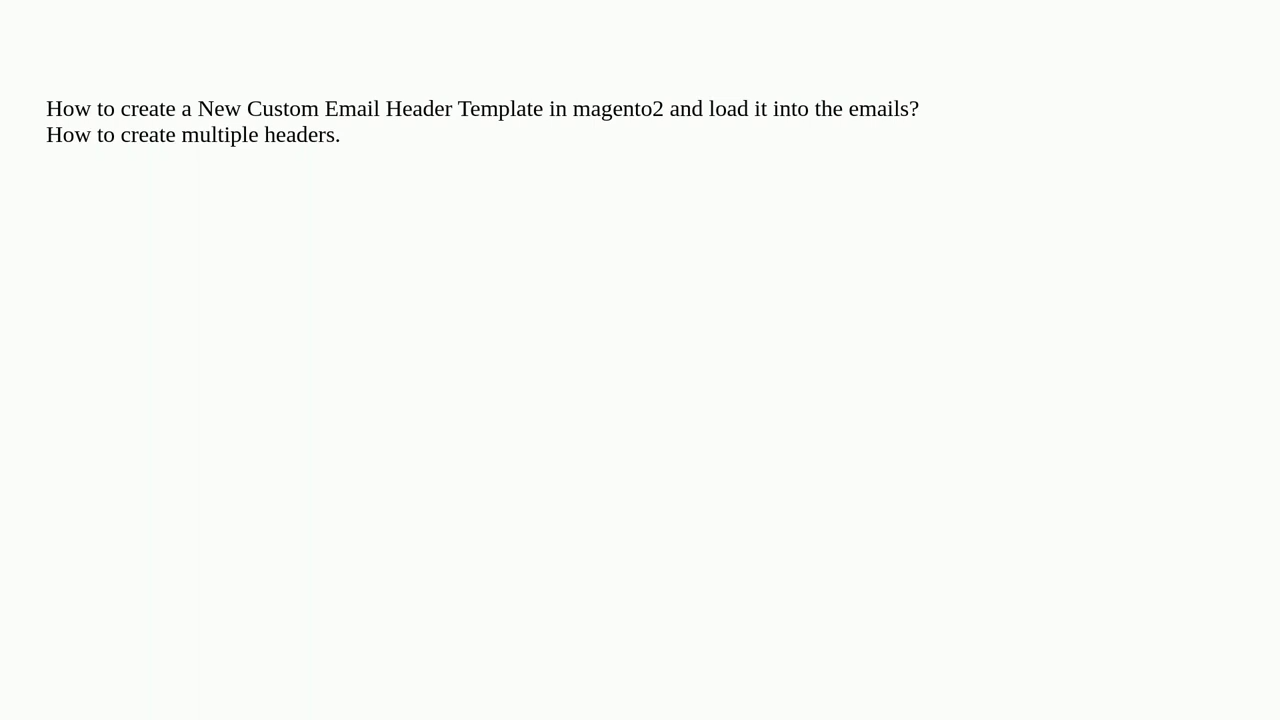 How to create a New Custom Email Header Template in magento2 and load it into the emails?
How to create multiple headers.